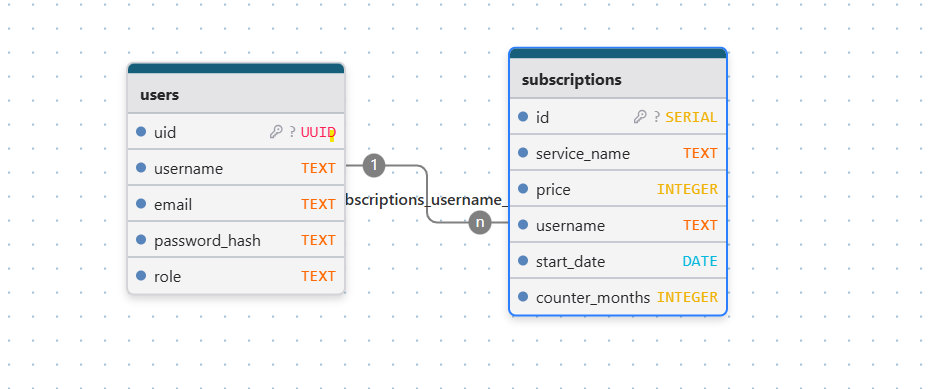 users
uid ? UUID
username TEXT
email TEXT
password_hash TEXT
role TEXT
1
bscriptions_username_
n
subscriptions
id ? SERIAL
service_name TEXT
price INTEGER
username TEXT
start_date DATE
counter_months INTEGER